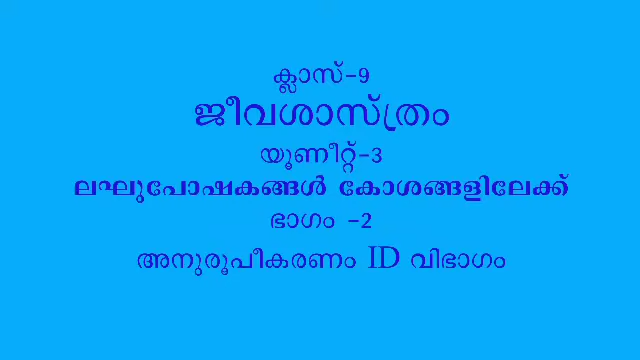 ക്ലാസ്-9
ജീവശാസ്ത്രം
യൂണീറ്റ്-3
ലഘുപോഷകങ്ങൾ കോശങ്ങളിലേക്ക്
ഭാഗം -2
അനുരൂപീകരണം ID വിഭാഗം